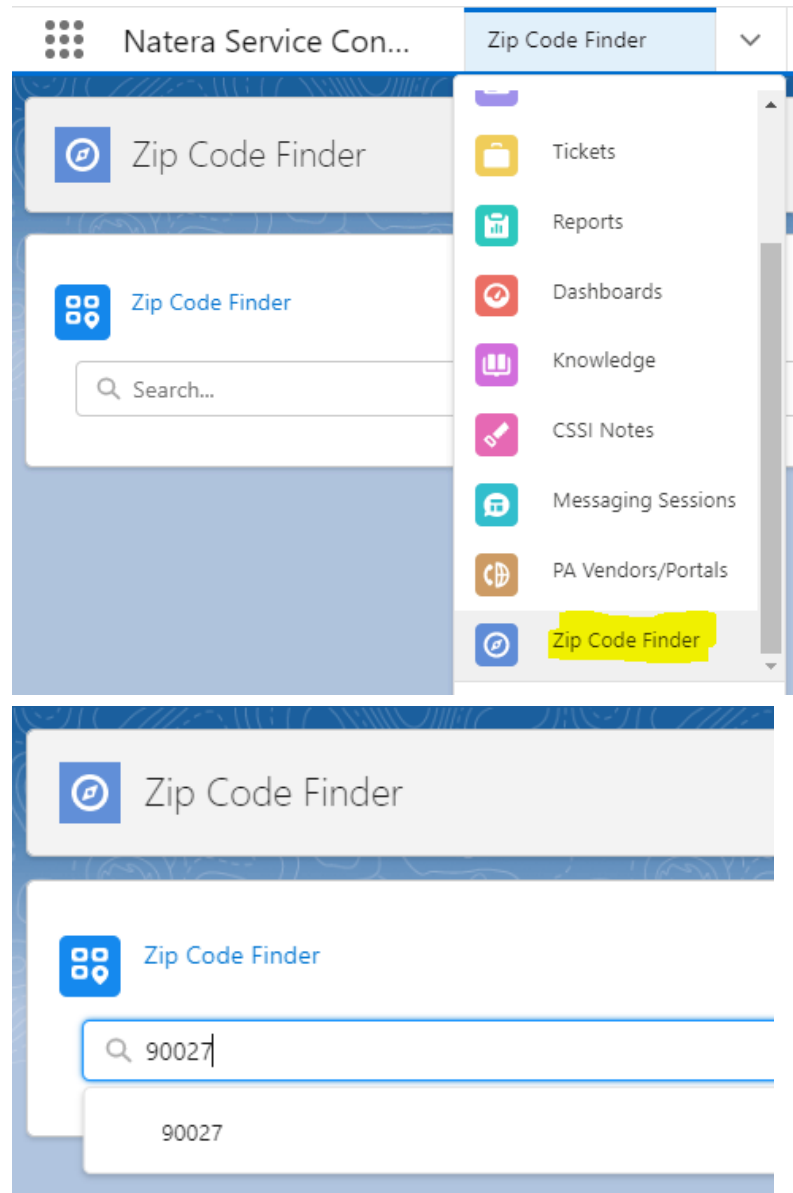 Natera Service Con...
Zip Code Finder
Zip Code Finder
Tickets
Reports
Dashboards
Zip Code Finder
Knowledge
Search...
CSSI Notes
Messaging Sessions
PA Vendors/Portals
Zip Code Finder
Zip Code Finder
Zip Code Finder
90027
90027